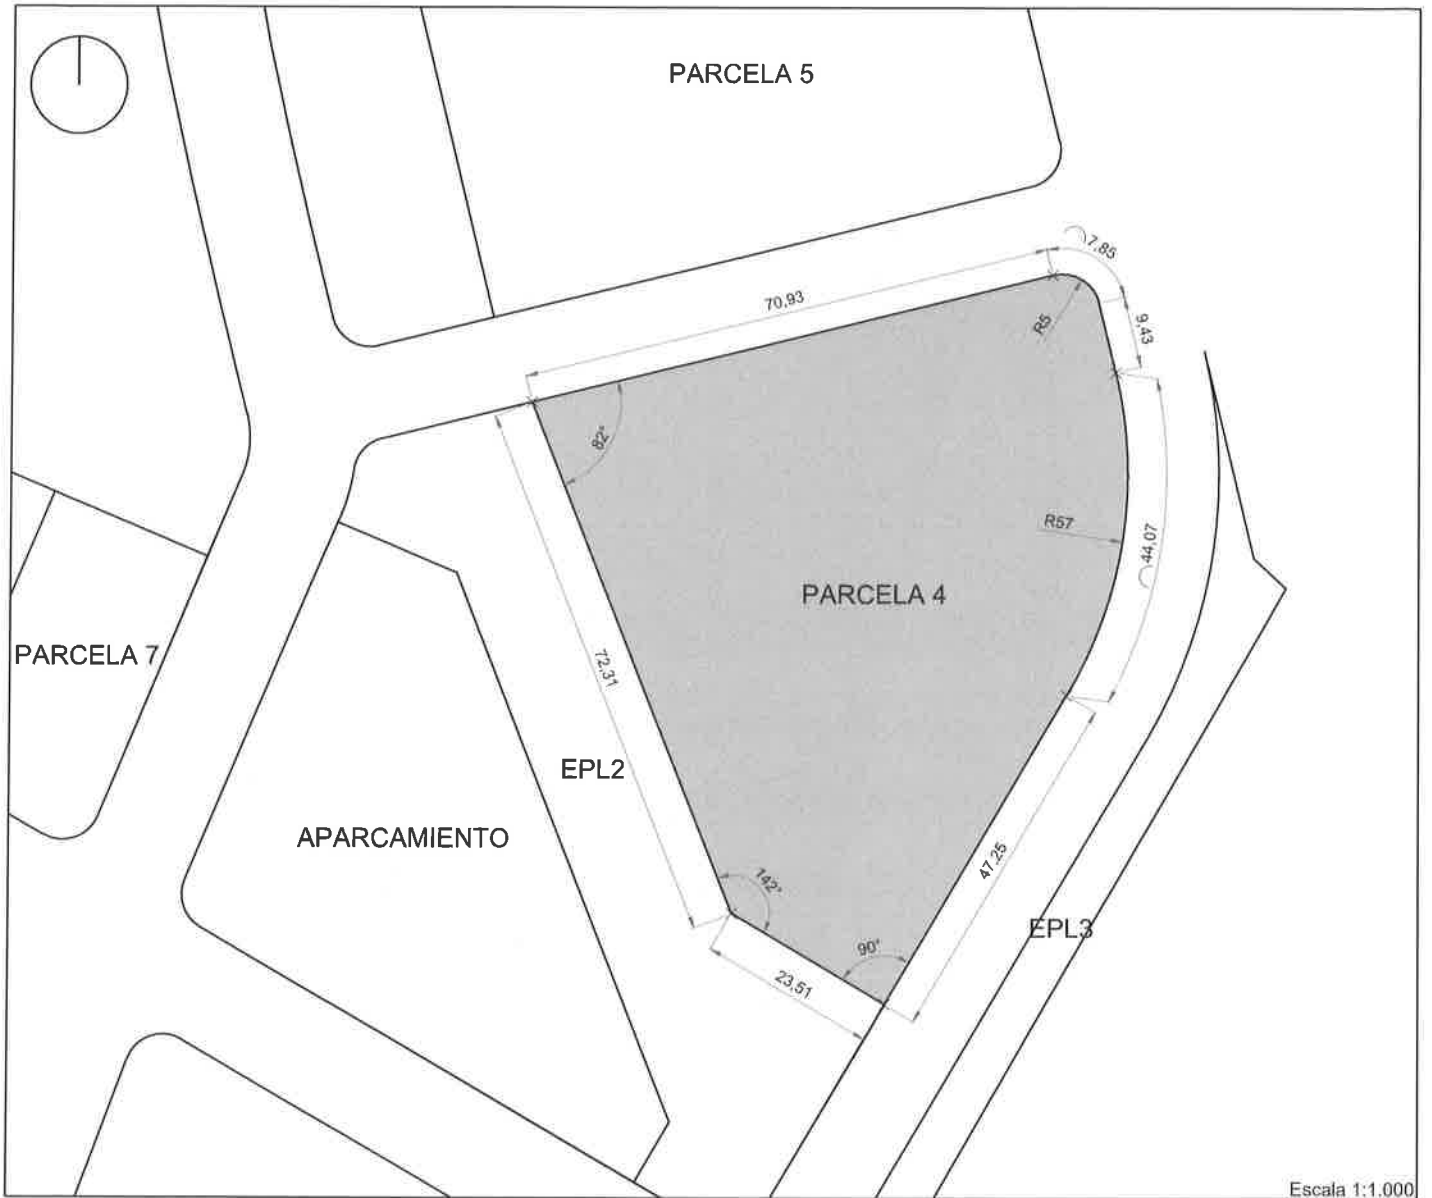 PARCELA 5
7,85
70,93
R5
9,43
82°
R57
44,07
PARCELA 4
PARCELA 7
72,31
EPL2
APARCAMIENTO
47,25
142°
EPL3
90°
23,51
Escala 1:1.000